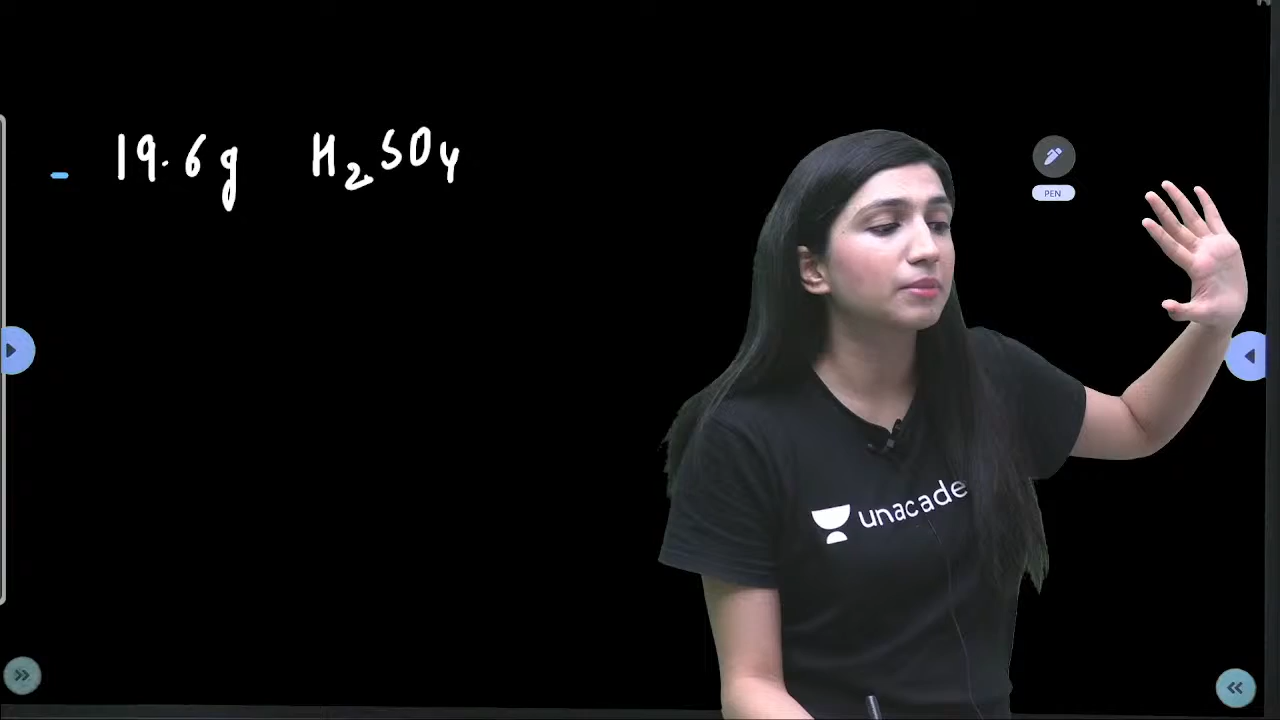 - 19.6g H₂SO₄
PEN
unacade